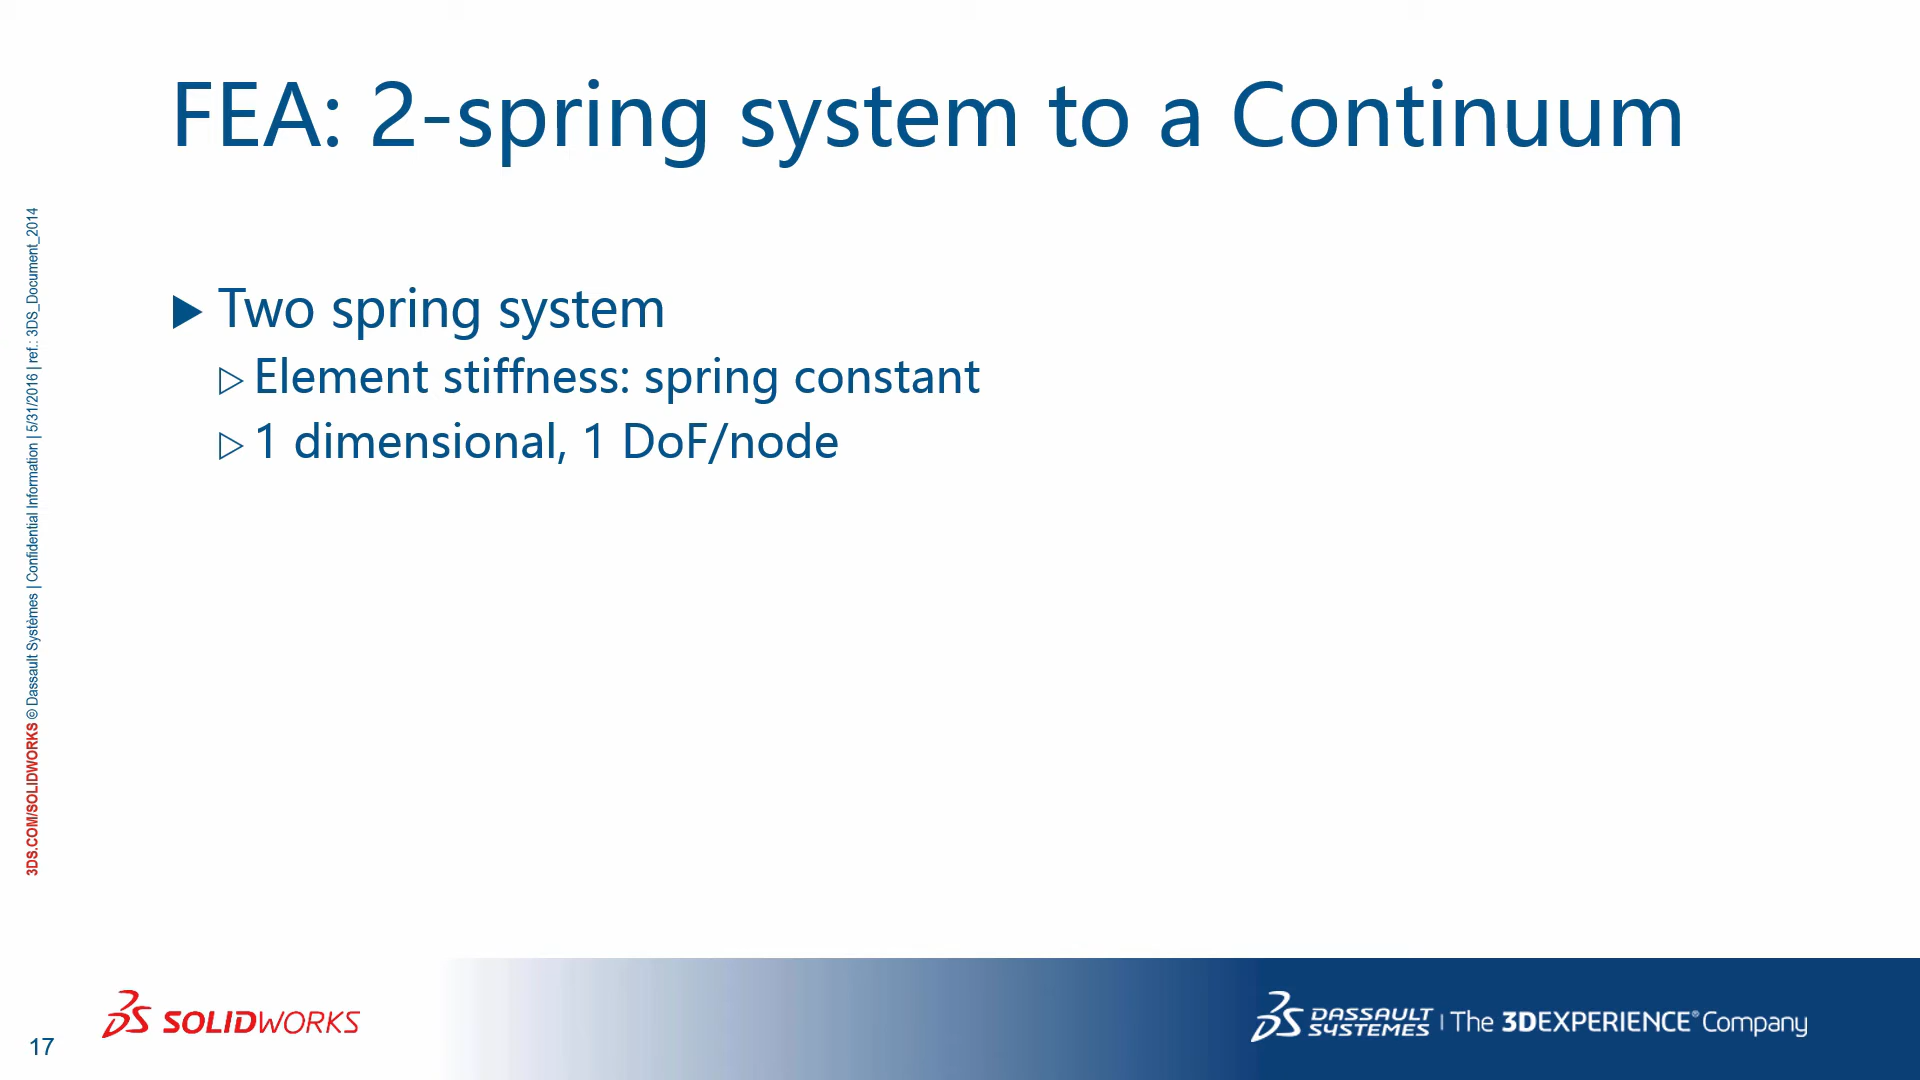 FEA: 2-spring system to a Continuum
▶ Two spring system
▷ Element stiffness: spring constant
▷ 1 dimensional, 1 DoF/node
3DS.COM/SOLIDWORKS © Dassault Systèmes | Confidential Information | 5/31/2016 | ref.: 3DS_Document_2014
17
SOLIDWORKS
DASSAULT SYSTEMES | The 3DEXPERIENCE® Company